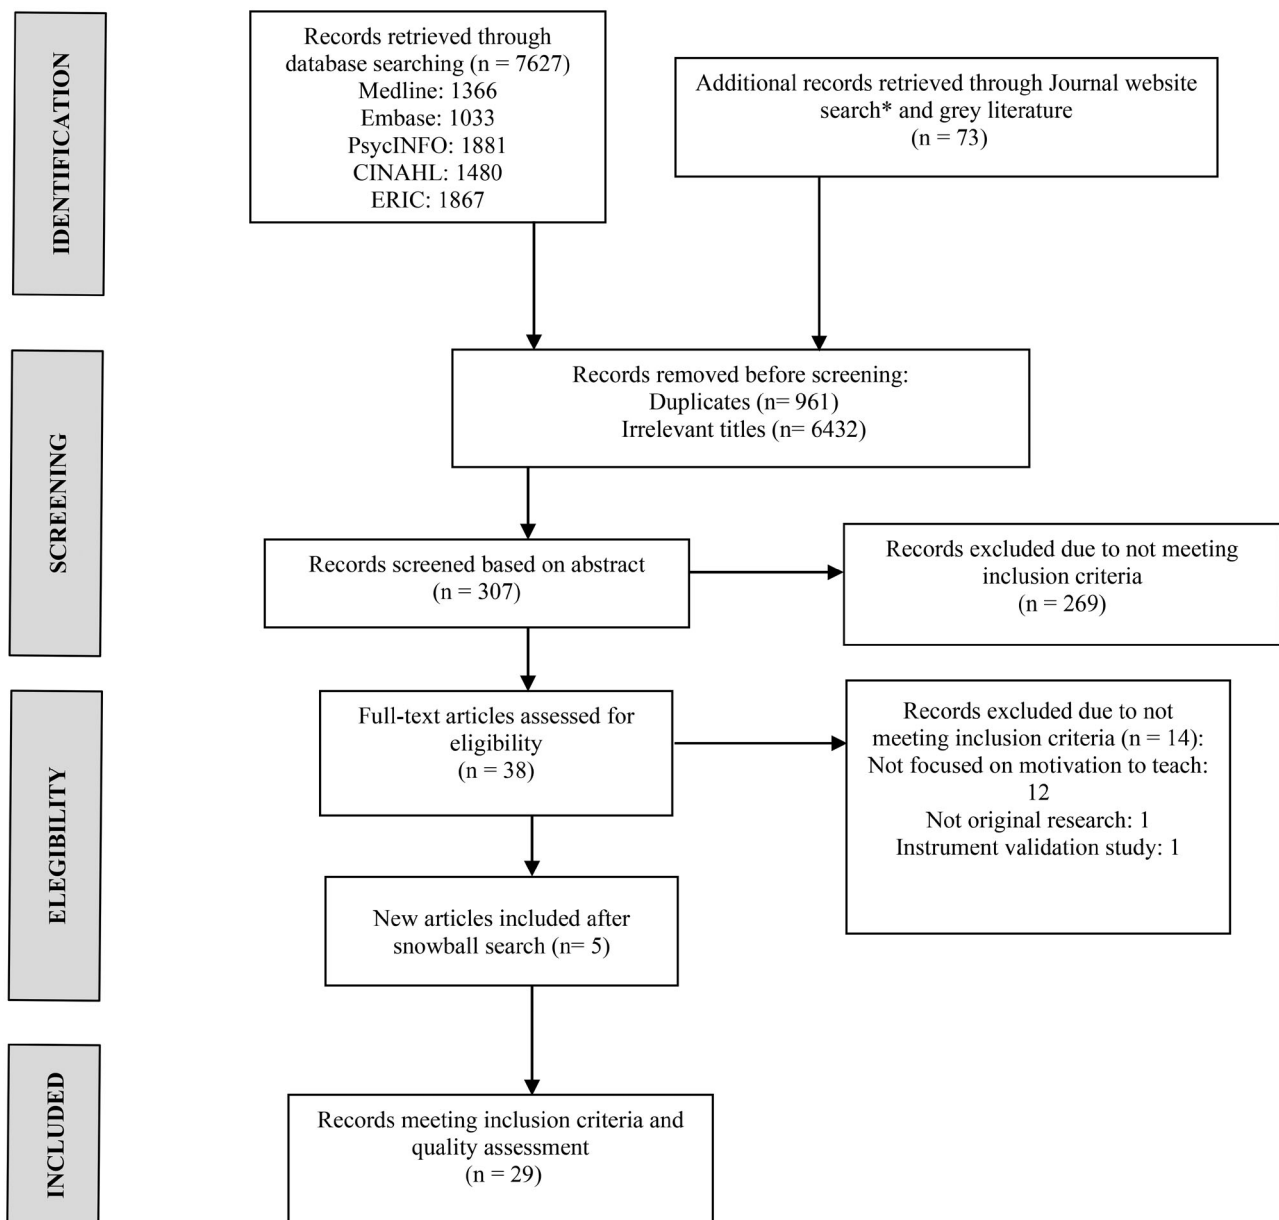 IDENTIFICATION
Records retrieved through
database searching (n = 7627)
Medline: 1366
Embase: 1033
PsycINFO: 1881
CINAHL: 1480
ERIC: 1867
Additional records retrieved through Journal website
search* and grey literature
(n = 73)
SCREENING
Records removed before screening:
Duplicates (n= 961)
Irrelevant titles (n= 6432)
Records screened based on abstract
(n = 307)
Records excluded due to not meeting
inclusion criteria
(n = 269)
ELEGIBILITY
Full-text articles assessed for
eligibility
(n = 38)
Records excluded due to not
meeting inclusion criteria (n = 14):
Not focused on motivation to teach:
12
Not original research: 1
Instrument validation study: 1
New articles included after
snowball search (n= 5)
INCLUDED
Records meeting inclusion criteria and
quality assessment
(n = 29)